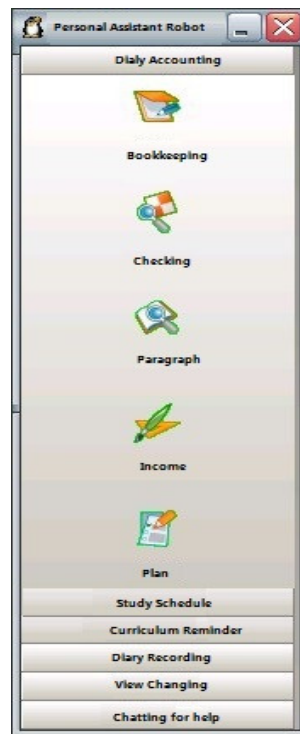 Personal Assistant Robot
Dialy Accounting
Bookkeeping
Checking
Paragraph
Income
Plan
Study Schedule
Curriculum Reminder
Diary Recording
View Changing
Chatting for help